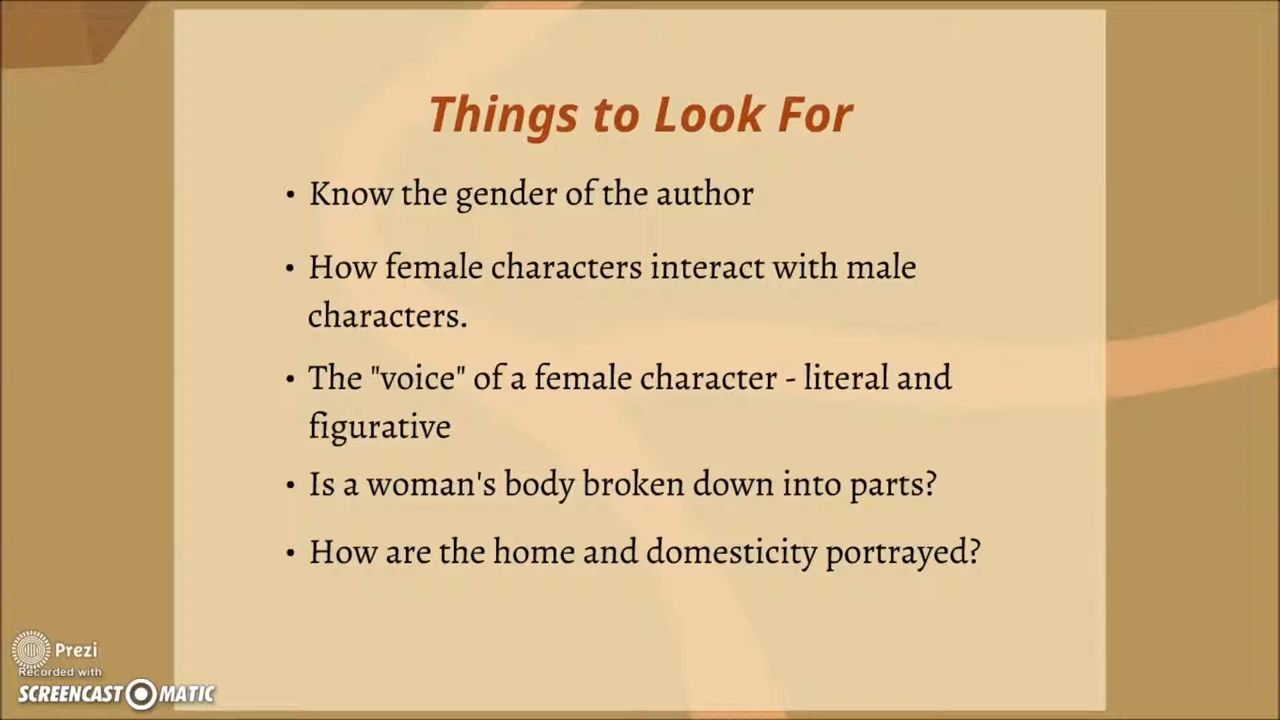 Things to Look For
• Know the gender of the author
• How female characters interact with male
characters.
• The "voice" of a female character - literal and
figurative
• Is a woman's body broken down into parts?
• How are the home and domesticity portrayed?
Prezi
Recorded with
SCREENCAST MATIC